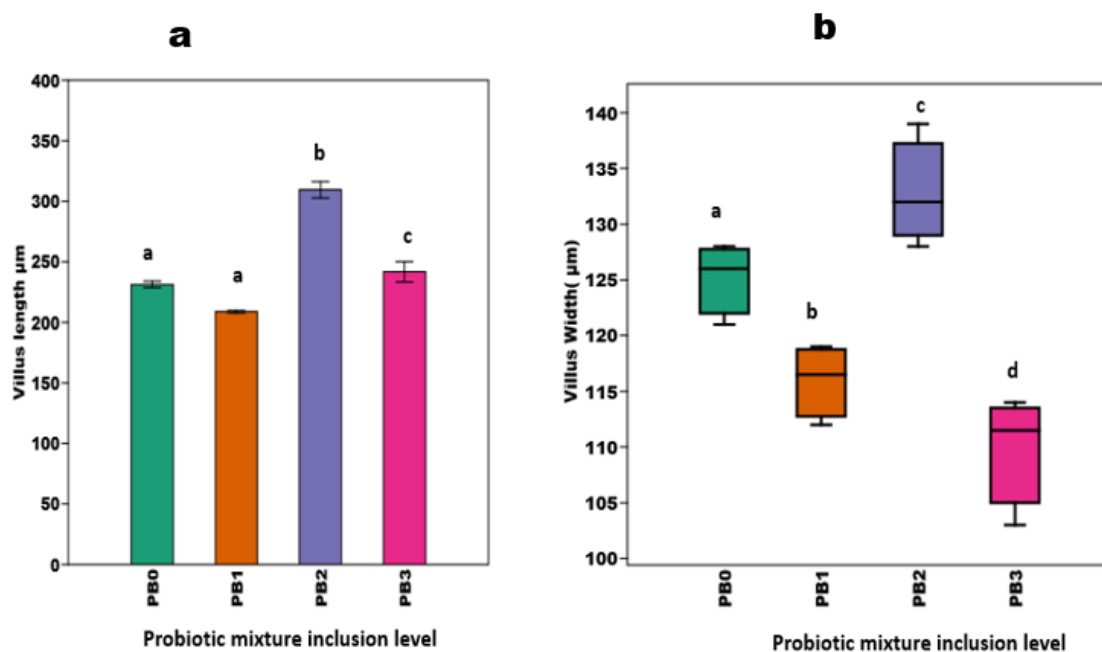 a
400
350
300
250
200
150
100
50
0
Villus length µm
a
a
b
c
PB0
PB1
PB2
PB3
Probiotic mixture inclusion level
b
140
135
130
125
120
115
110
105
100
Villus Width( µm)
a
b
c
d
PB0
PB1
PB2
PB3
Probiotic mixture inclusion level